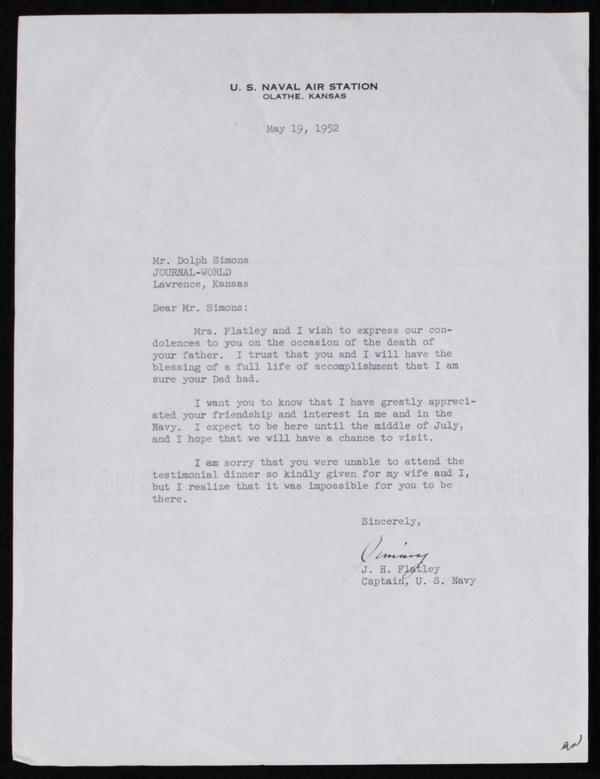 U. S. NAVAL AIR STATION
OLATHE, KANSAS
May 19, 1952
Mr. Dolph Simons
JOURNAL-WORLD
Lawrence, Kansas
Dear Mr. Simons:
Mrs. Flatley and I wish to express our con-
dolences to you on the occasion of the death of
your father. I trust that you and I will have the
blessing of a full life of accomplishment that I am
sure your Dad had.
I want you to know that I have greatly appreci-
ated your friendship and interest in me and in the
Navy. I expect to be here until the middle of July,
and I hope that we will have a chance to visit.
I am sorry that you were unable to attend the
testimonial dinner so kindly given for my wife and I,
but I realize that it was impossible for you to be
there.
Sincerely,
Jimmy
J. H. Flatley
Captain, U. S. Navy